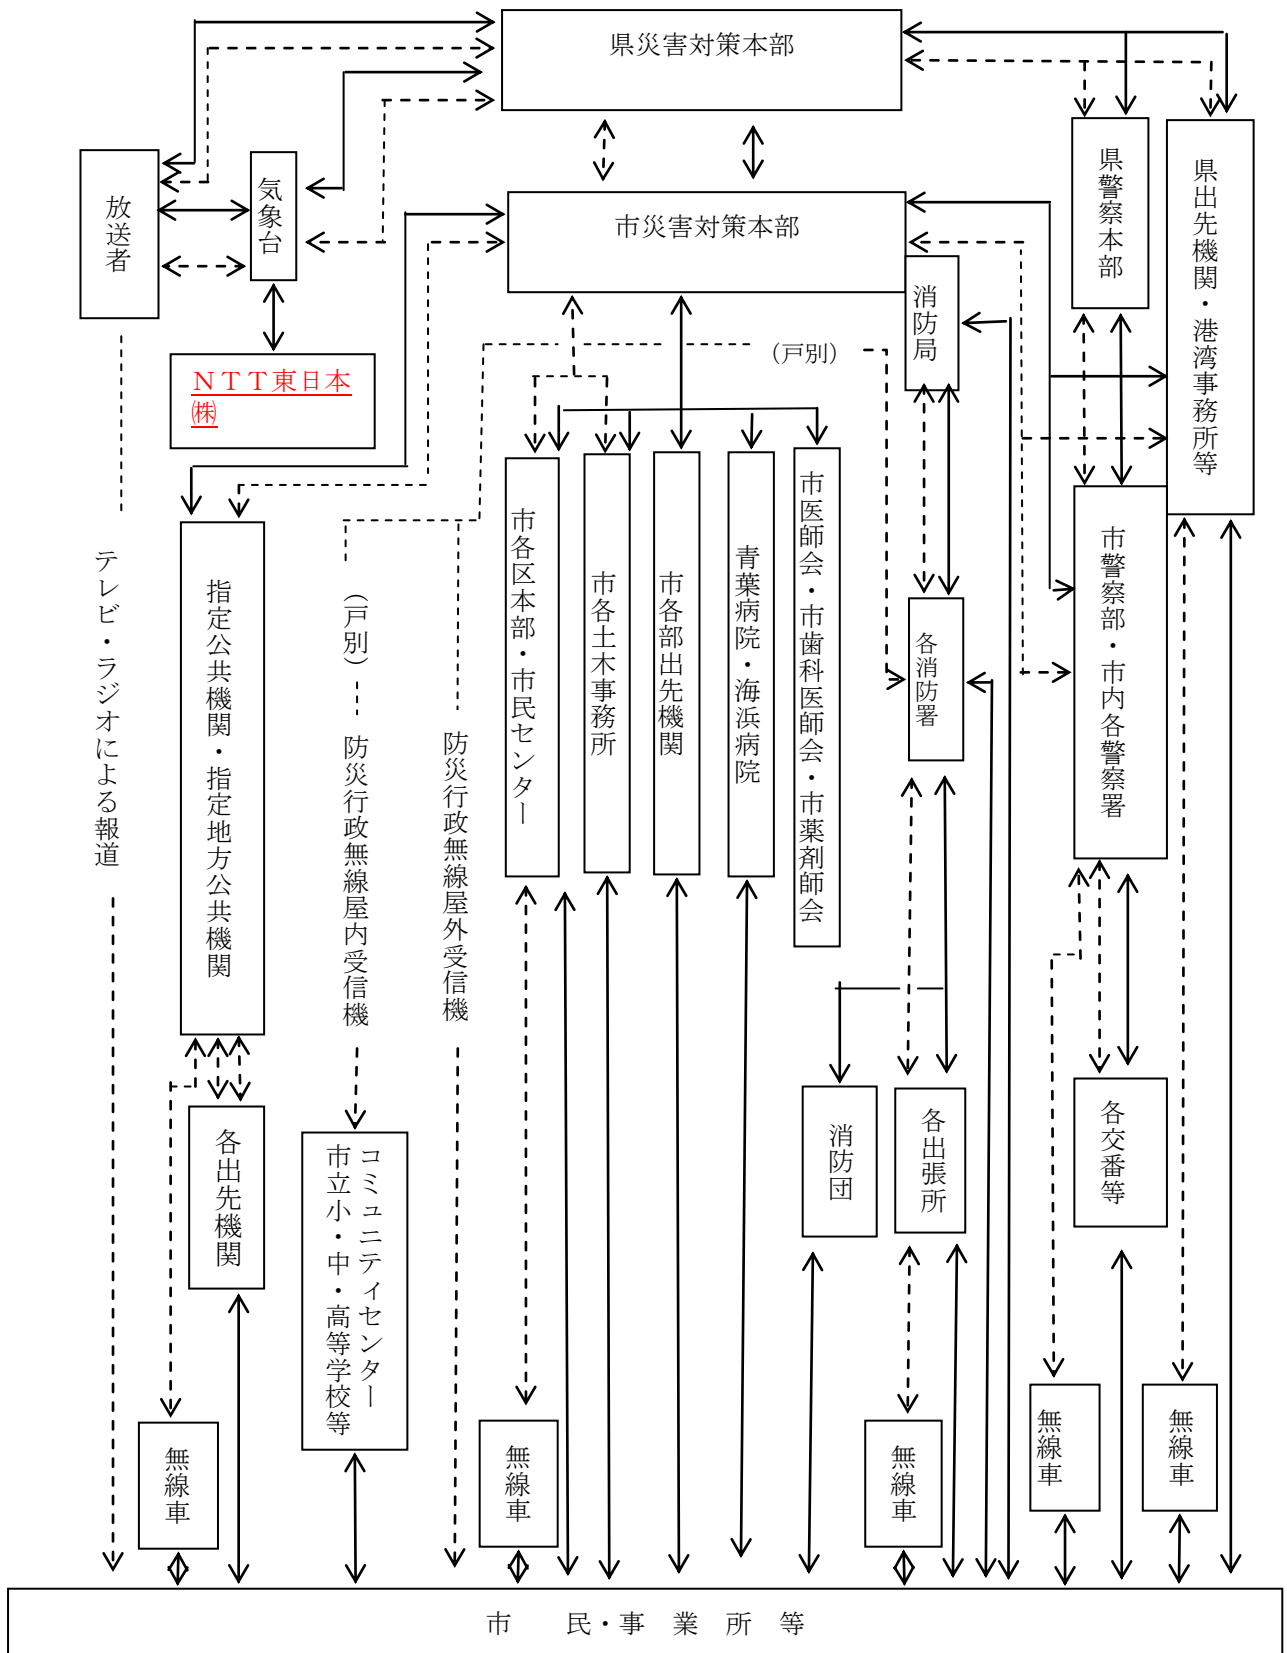 県災害対策本部
県警察本部
県出先機関・港湾事務所等
放送者
気象台
市災害対策本部
消防局
NTT東日本
㈱
(戸別)
テレビ・ラジオによる報道
指定公共機関・指定地方公共機関
(戸別)
防災行政無線屋内受信機
防災行政無線屋外受信機
市各区本部・市民センター
市各土木事務所
市各部出先機関
青葉病院・海浜病院
市医師会・市歯科医師会・市薬剤師会
各消防署
市警察部・市内各警察署
各出先機関
コミュニティセンター
市立小・中・高等学校等
消防団
各出張所
各交番等
無線車
無線車
無線車
無線車
無線車
市 民・事 業 所 等